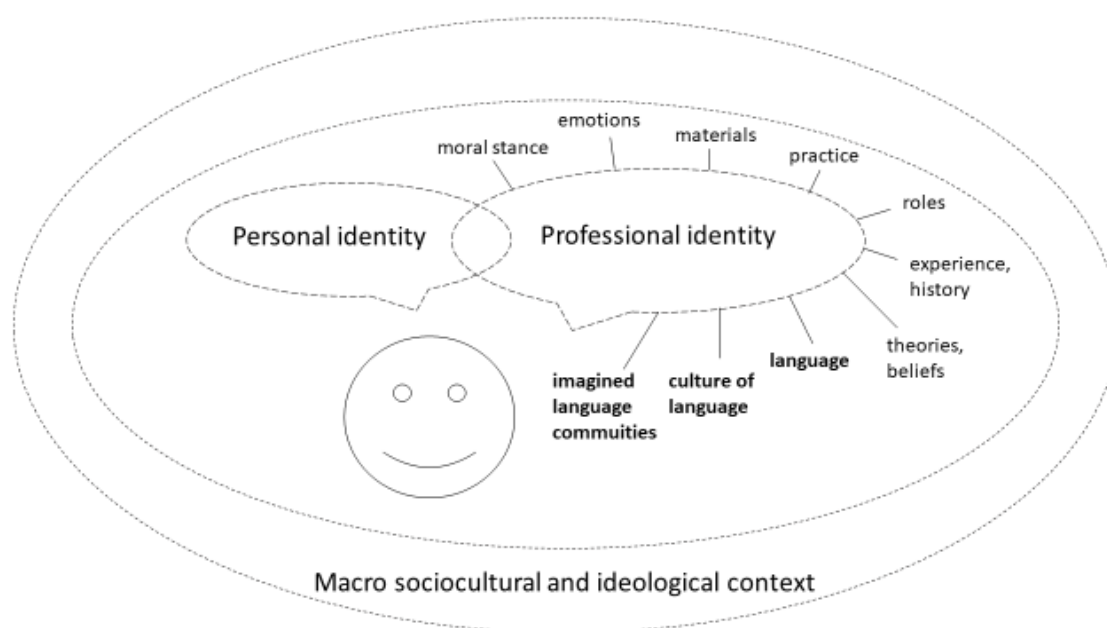 emotions
moral stance
materials
practice
roles
Personal identity
Professional identity
experience,
history
theories,
beliefs
language
culture of
language
imagined
language
commuities
Macro sociocultural and ideological context